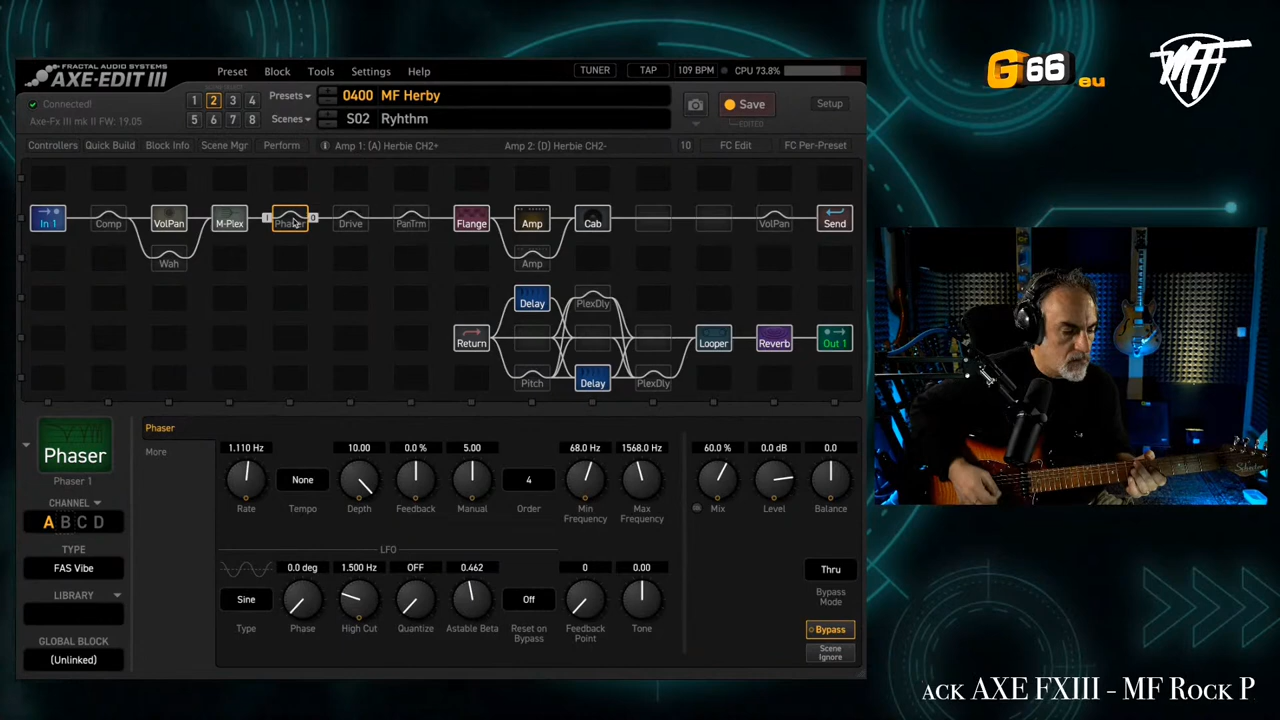 FRACTAL AUDIO SYSTEMS
AXE-EDIT III
Preset Block Tools Settings Help
TUNER TAP 109 BPM CPU 73.8%
Connected!
Axe-Fx III mk II FW: 19.05
1 2 3 4
5 6 7 8
Presets 0400 MF Herby
Scenes S02 Ryhthm
Save
EDITED
Setup
Controllers Quick Build Block Info Scene Mgr Perform Amp 1: (A) Herbie CH2+ Amp 2: (D) Herbie CH2- 10 FC Edit FC Per-Preset
In 1 Comp VolPan M-Plex I Phaser O Drive PanTrm Flange Amp Cab VolPan Send
Wah Amp
Delay PlexDly
Return Looper Reverb Out 1
Pitch Delay PlexDly
Phaser
Phaser 1
CHANNEL
A B C D
TYPE
FAS Vibe
LIBRARY
GLOBAL BLOCK
(Unlinked)
Phaser
More
1.110 Hz 10.00 0.0 % 5.00 68.0 Hz 1568.0 Hz 60.0 % 0.0 dB 0.0
None 4
Rate Tempo Depth Feedback Manual Order Min Frequency Max Frequency Mix Level Balance
LFO
0.0 deg 1.500 Hz OFF 0.462 0 0.00
Sine Off
Type Phase High Cut Quantize Astable Beta Reset on Bypass Feedback Point Tone
Thru
Bypass Mode
Bypass
Scene Ignore
G66.eu
MF
ACK AXE FXIII - MF ROCK P